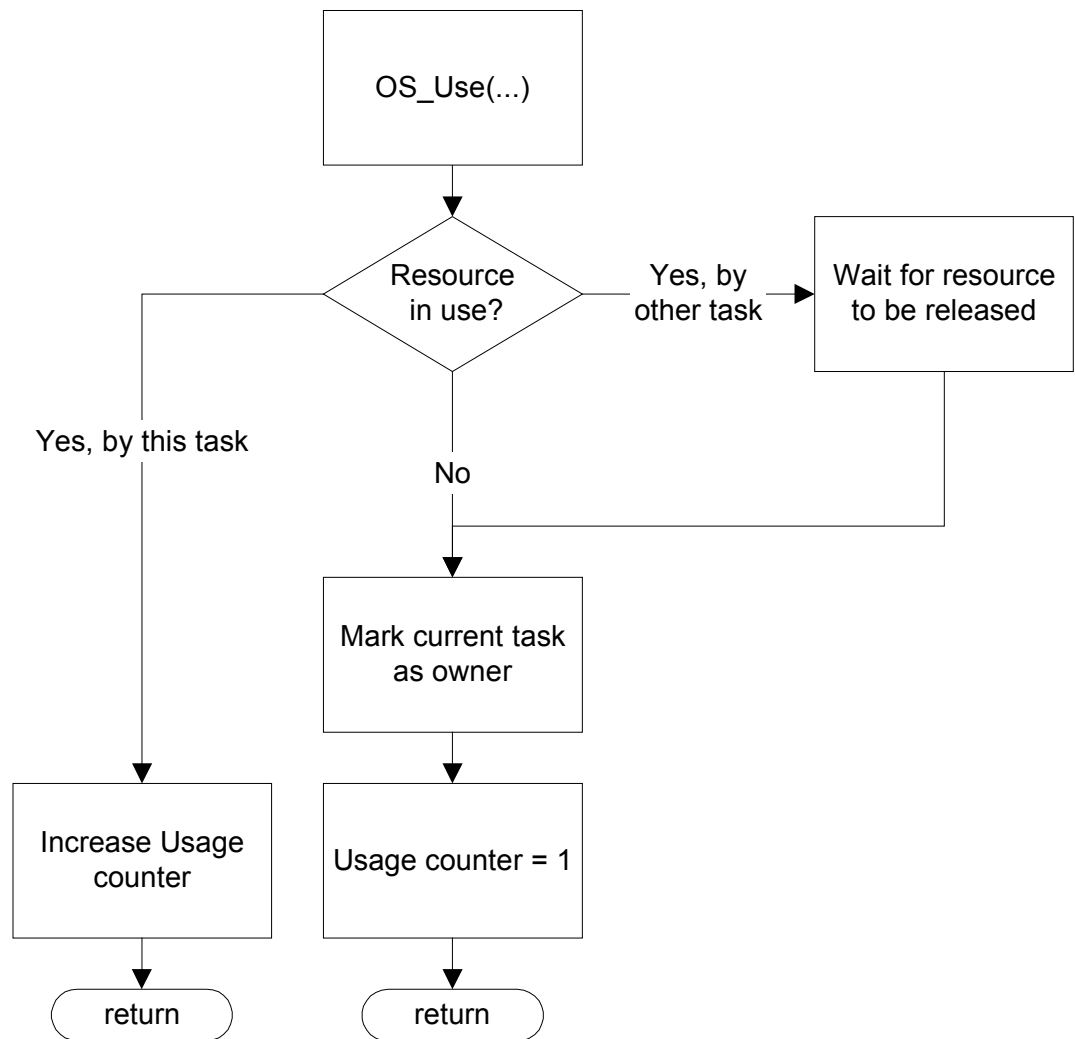 OS_Use(...)
Resource
in use?
Yes, by
other task
Wait for resource
to be released
Yes, by this task
No
Mark current task
as owner
Increase Usage
counter
Usage counter = 1
return
return